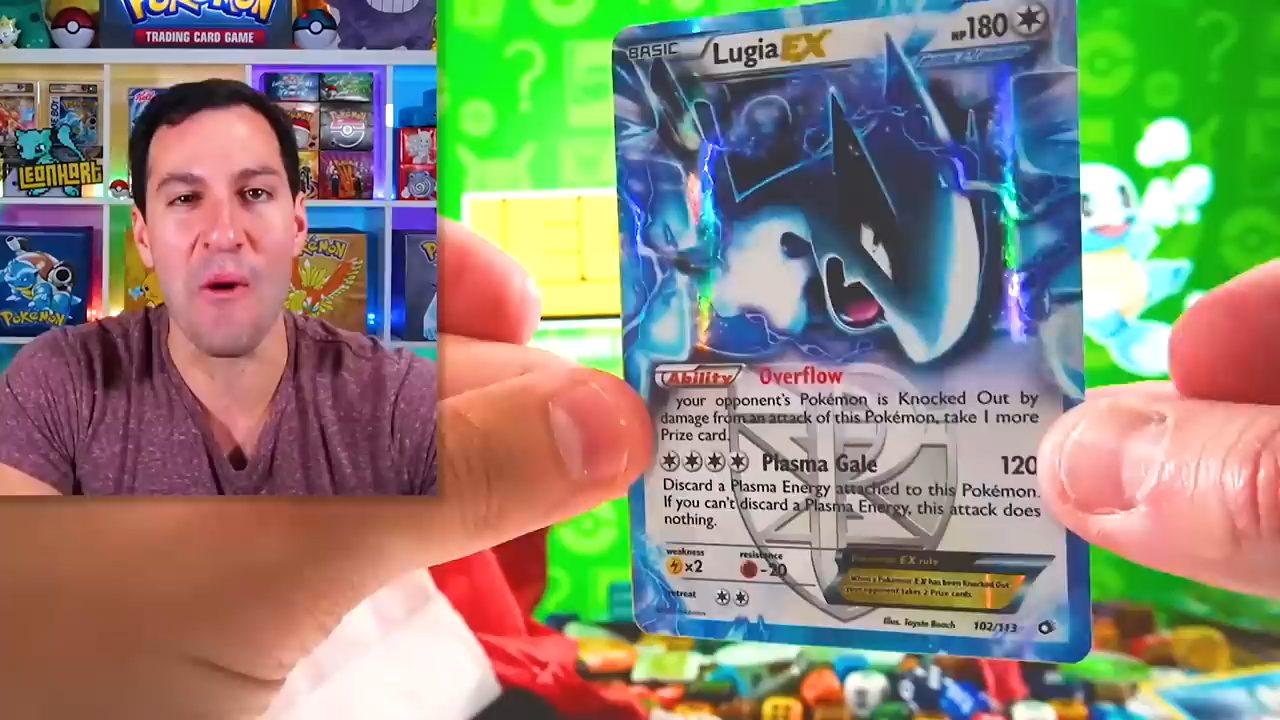 POKÉMON
TRADING CARD GAME
LEONHART
POKÉMON
POKÉMON
BASIC Lugia EX HP180
Ability Overflow
your opponent's Pokémon is Knocked Out by
damage from an attack of this Pokémon, take 1 more
Prize card.
Plasma Gale 120
Discard a Plasma Energy attached to this Pokémon.
If you can't discard a Plasma Energy, this attack does
nothing.
weakness
×2
resistance
-20
retreat
Pokémon EX rule
When a Pokémon-EX has been Knocked Out,
your opponent takes 2 Prize cards.
Illus. Toyste Beach 102/113